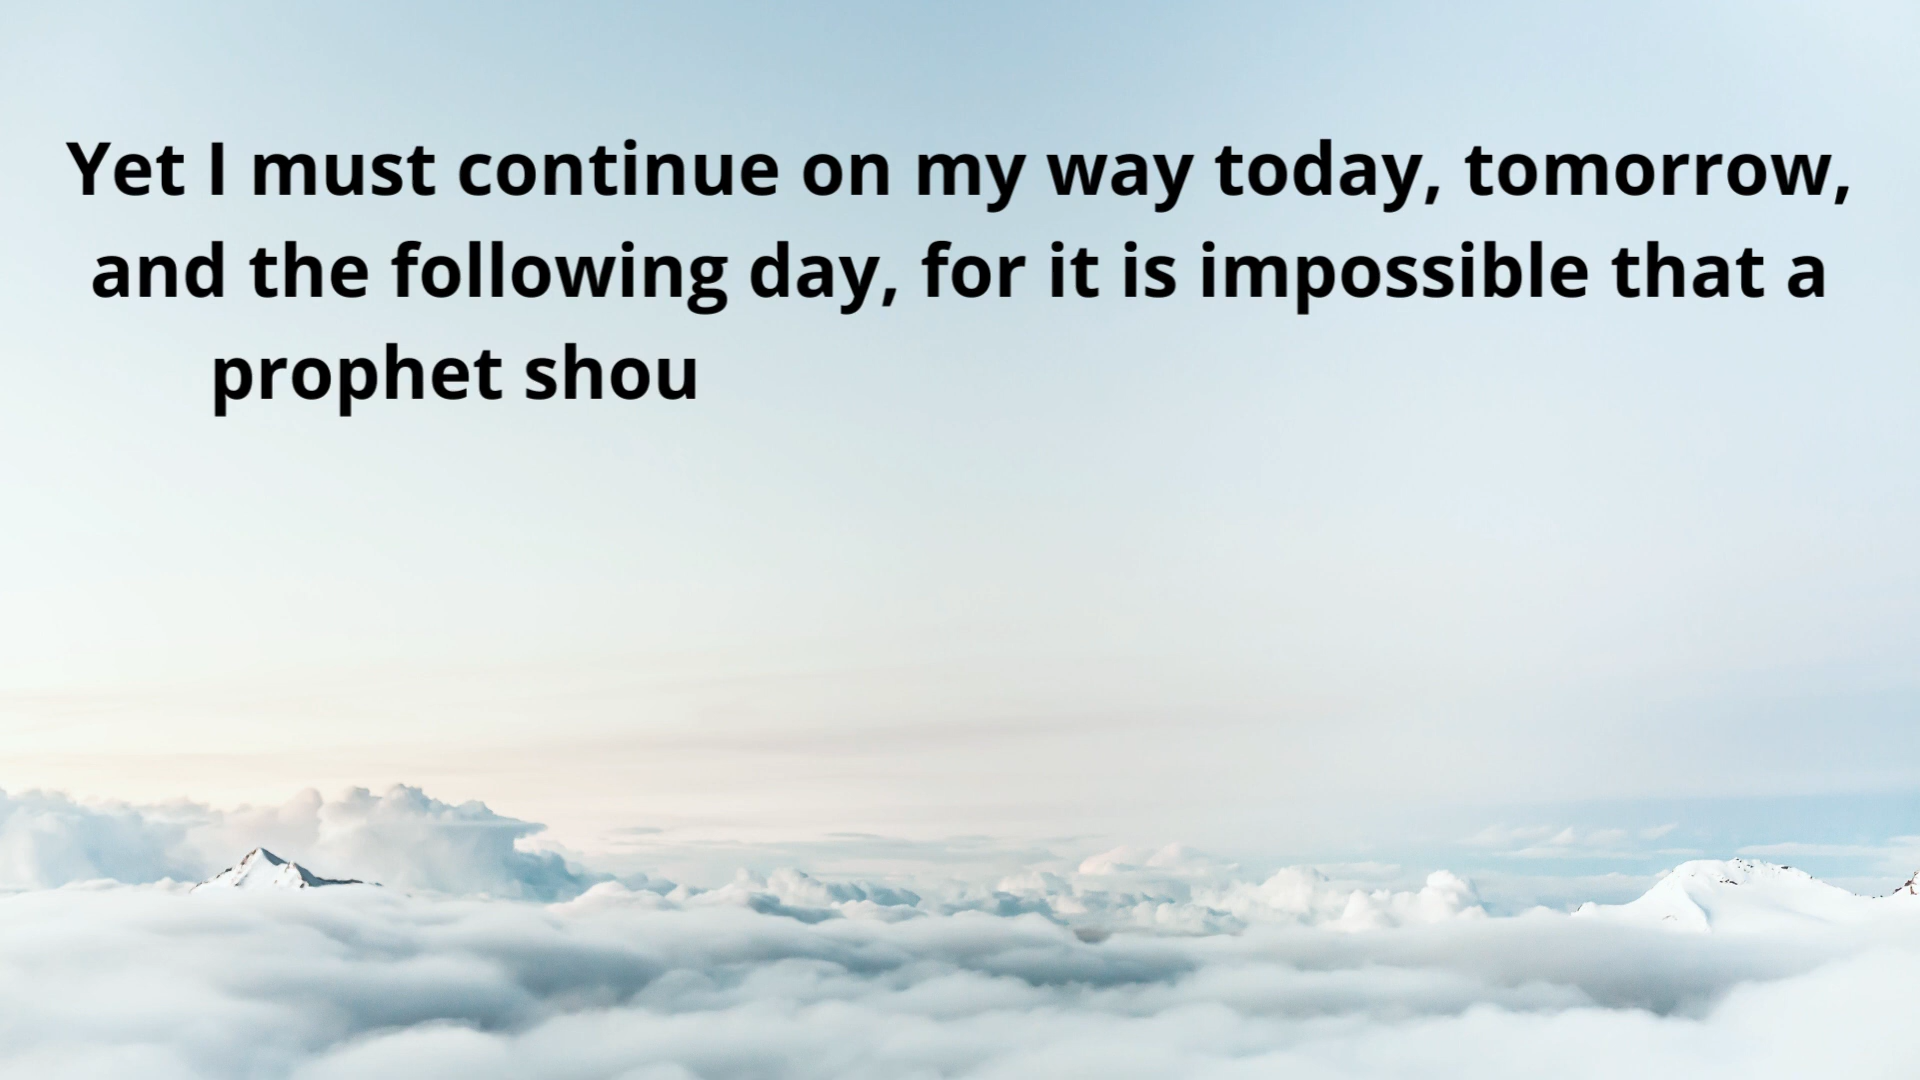 Yet I must continue on my way today, tomorrow,
and the following day, for it is impossible that a
prophet shou